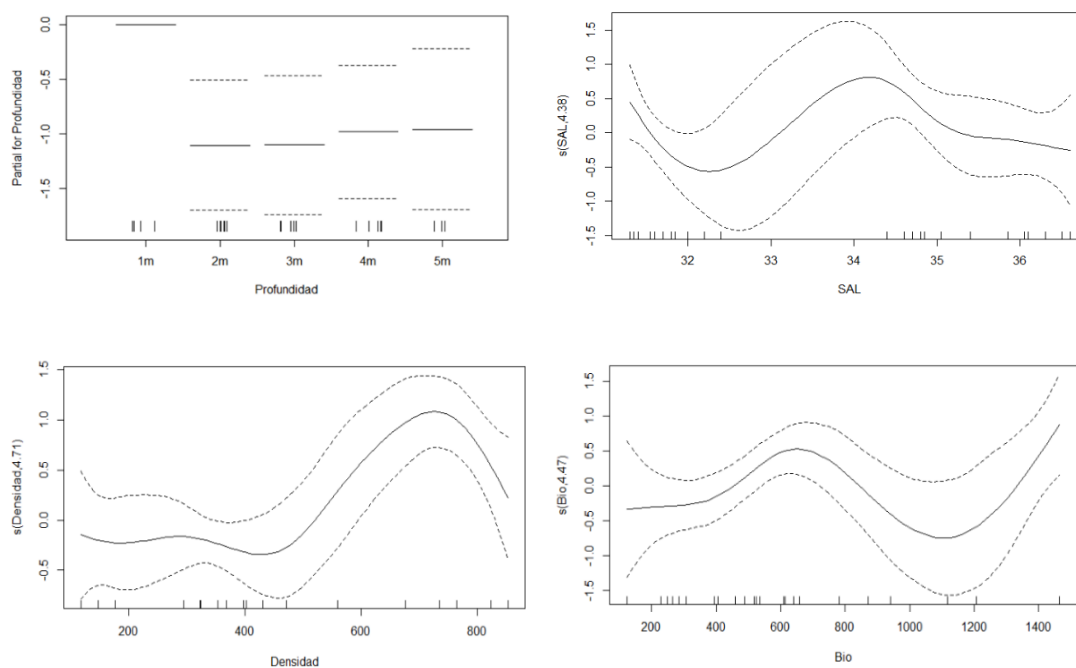 Partial for Profundidad
0.0
-0.5
-1.0
-1.5
1m 2m 3m 4m 5m
Profundidad
s(SAL,4.38)
1.5
1.0
0.5
0.0
-0.5
-1.0
-1.5
32 33 34 35 36
SAL
s(Densidad,4.71)
1.5
1.0
0.5
0.0
-0.5
200 400 600 800
Densidad
s(Bio,4.47)
1.5
1.0
0.5
0.0
-0.5
-1.0
-1.5
200 400 600 800 1000 1200 1400
Bio